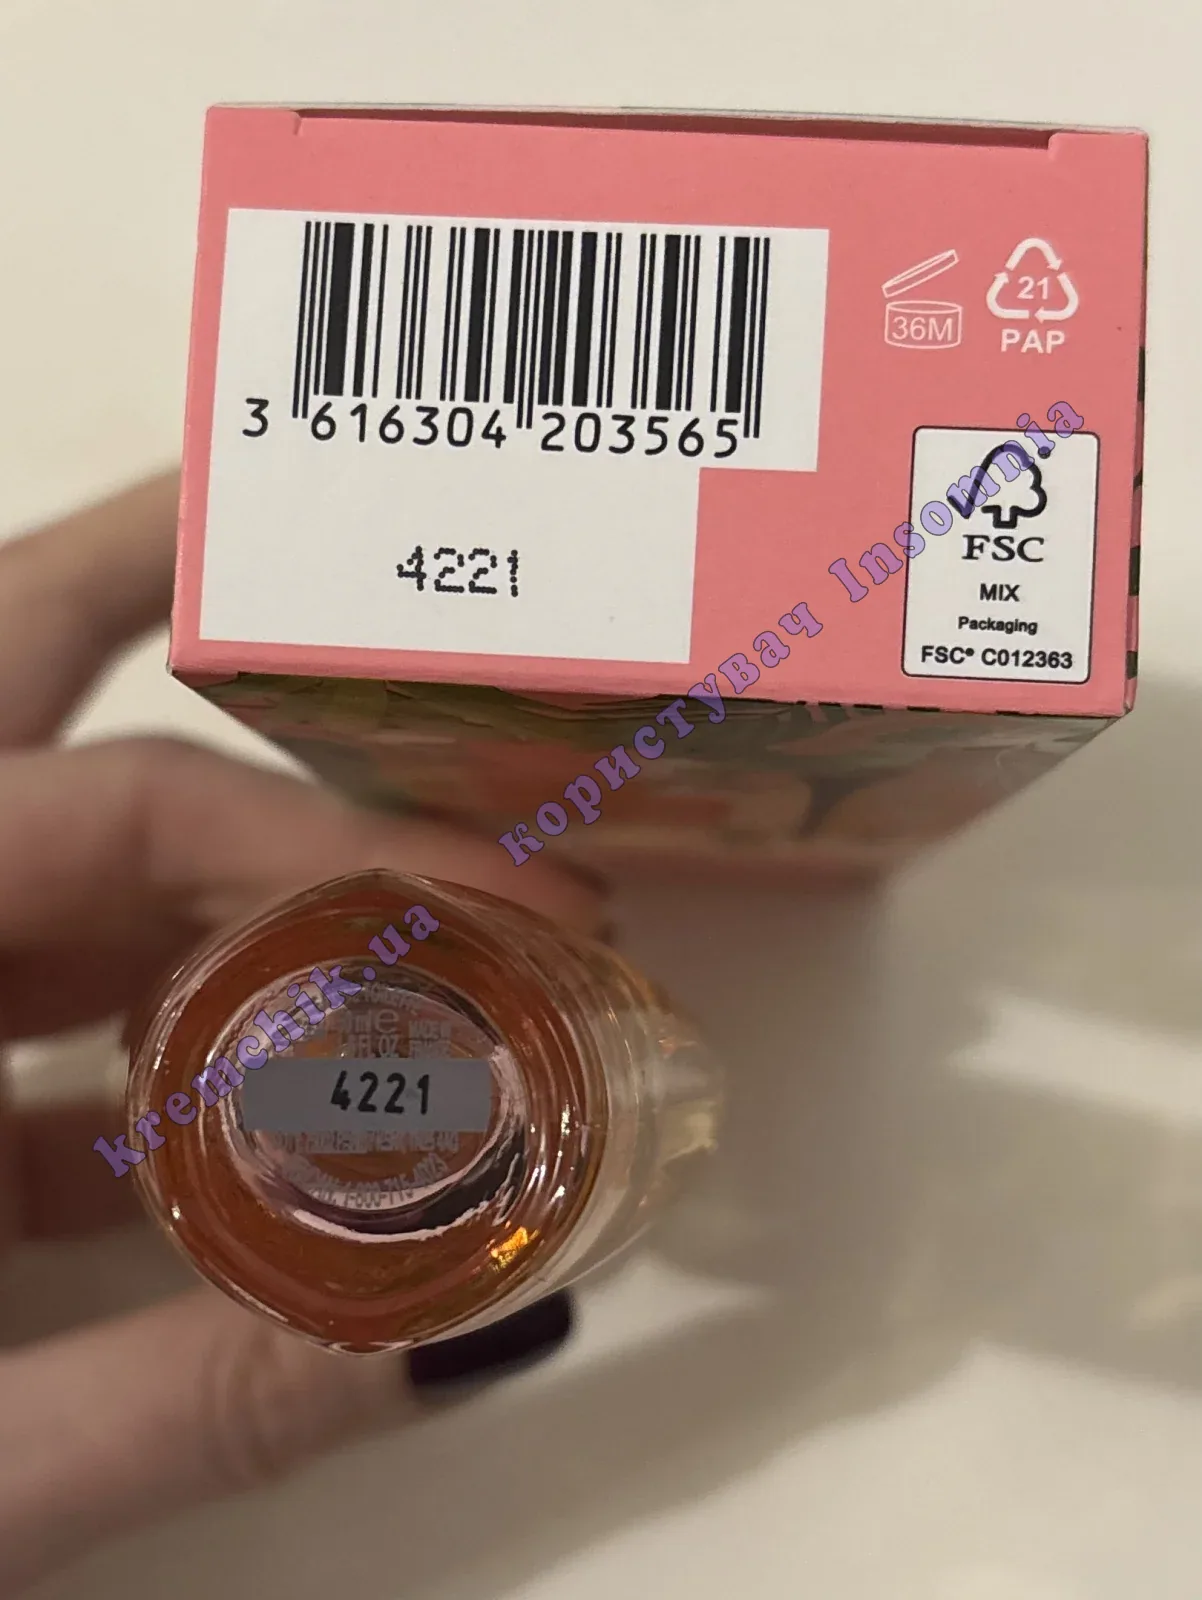 3 616304 203565
36M
21
PAP
4221
FSC
MIX
Packaging
FSC® C012363
користувач Insomnia
kremchik.ua
4221